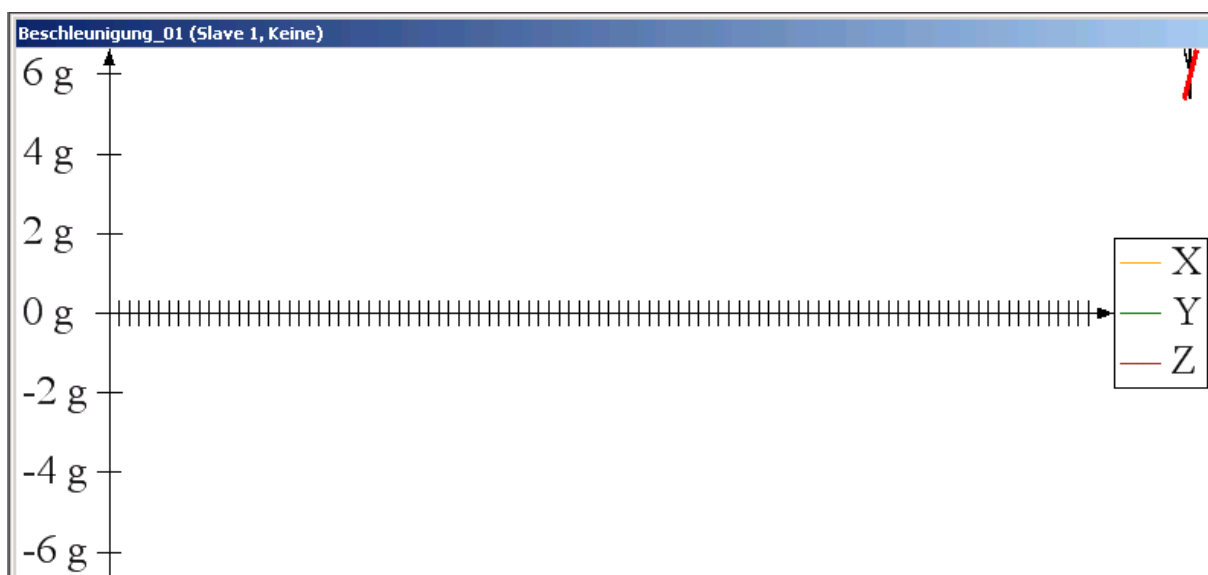 Beschleunigung_01 (Slave 1, Keine)
6 g
4 g
2 g
0 g
-2 g
-4 g
-6 g
X
Y
Z